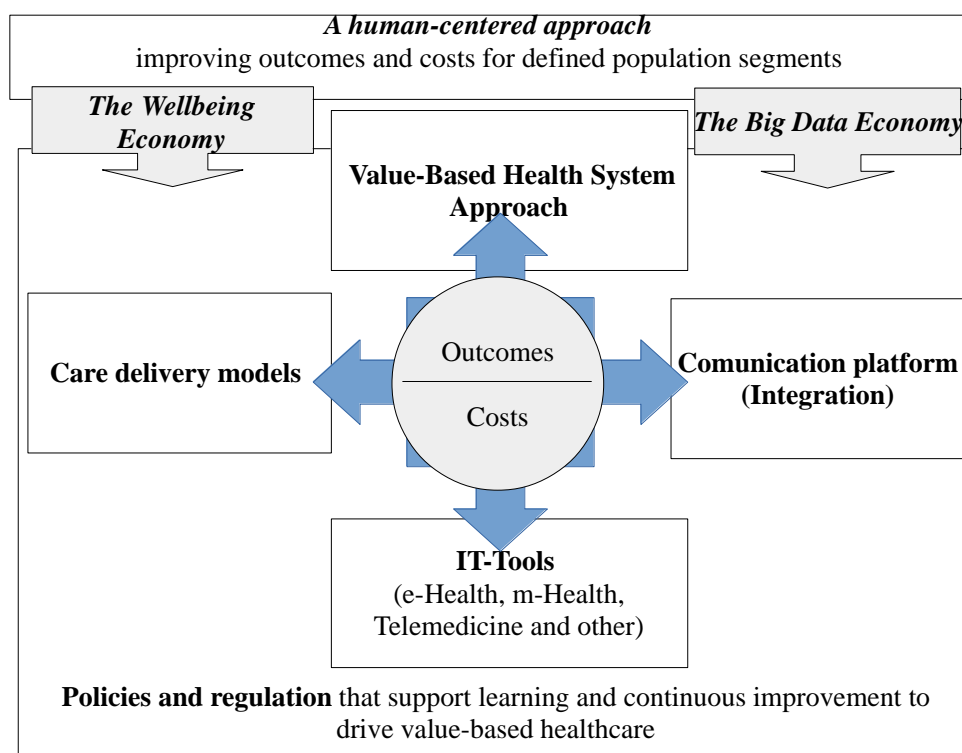 A human-centered approach
improving outcomes and costs for defined population segments
The Wellbeing
Economy
The Big Data Economy
Value-Based Health System
Approach
Care delivery models
Outcomes
Costs
Comunication platform
(Integration)
IT-Tools
(e-Health, m-Health,
Telemedicine and other)
Policies and regulation that support learning and continuous improvement to
drive value-based healthcare